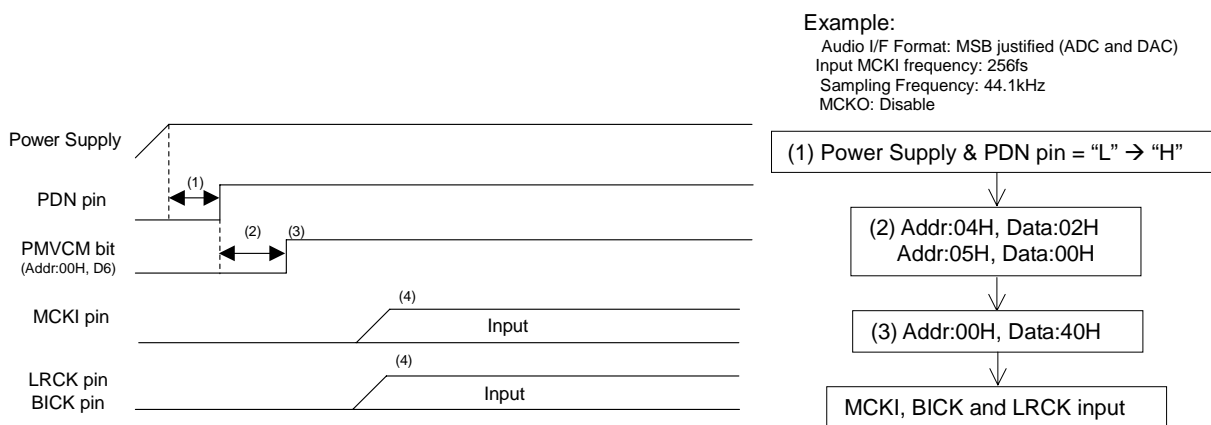 Example:
Audio I/F Format: MSB justified (ADC and DAC)
Input MCKI frequency: 256fs
Sampling Frequency: 44.1kHz
MCKO: Disable
Power Supply
(1)
PDN pin
(2)
(3)
PMVCM bit
(Addr:00H, D6)
(4)
MCKI pin
Input
(4)
LRCK pin
BICK pin
Input
(1) Power Supply & PDN pin = “L” → “H”
(2) Addr:04H, Data:02H
Addr:05H, Data:00H
(3) Addr:00H, Data:40H
MCKI, BICK and LRCK input